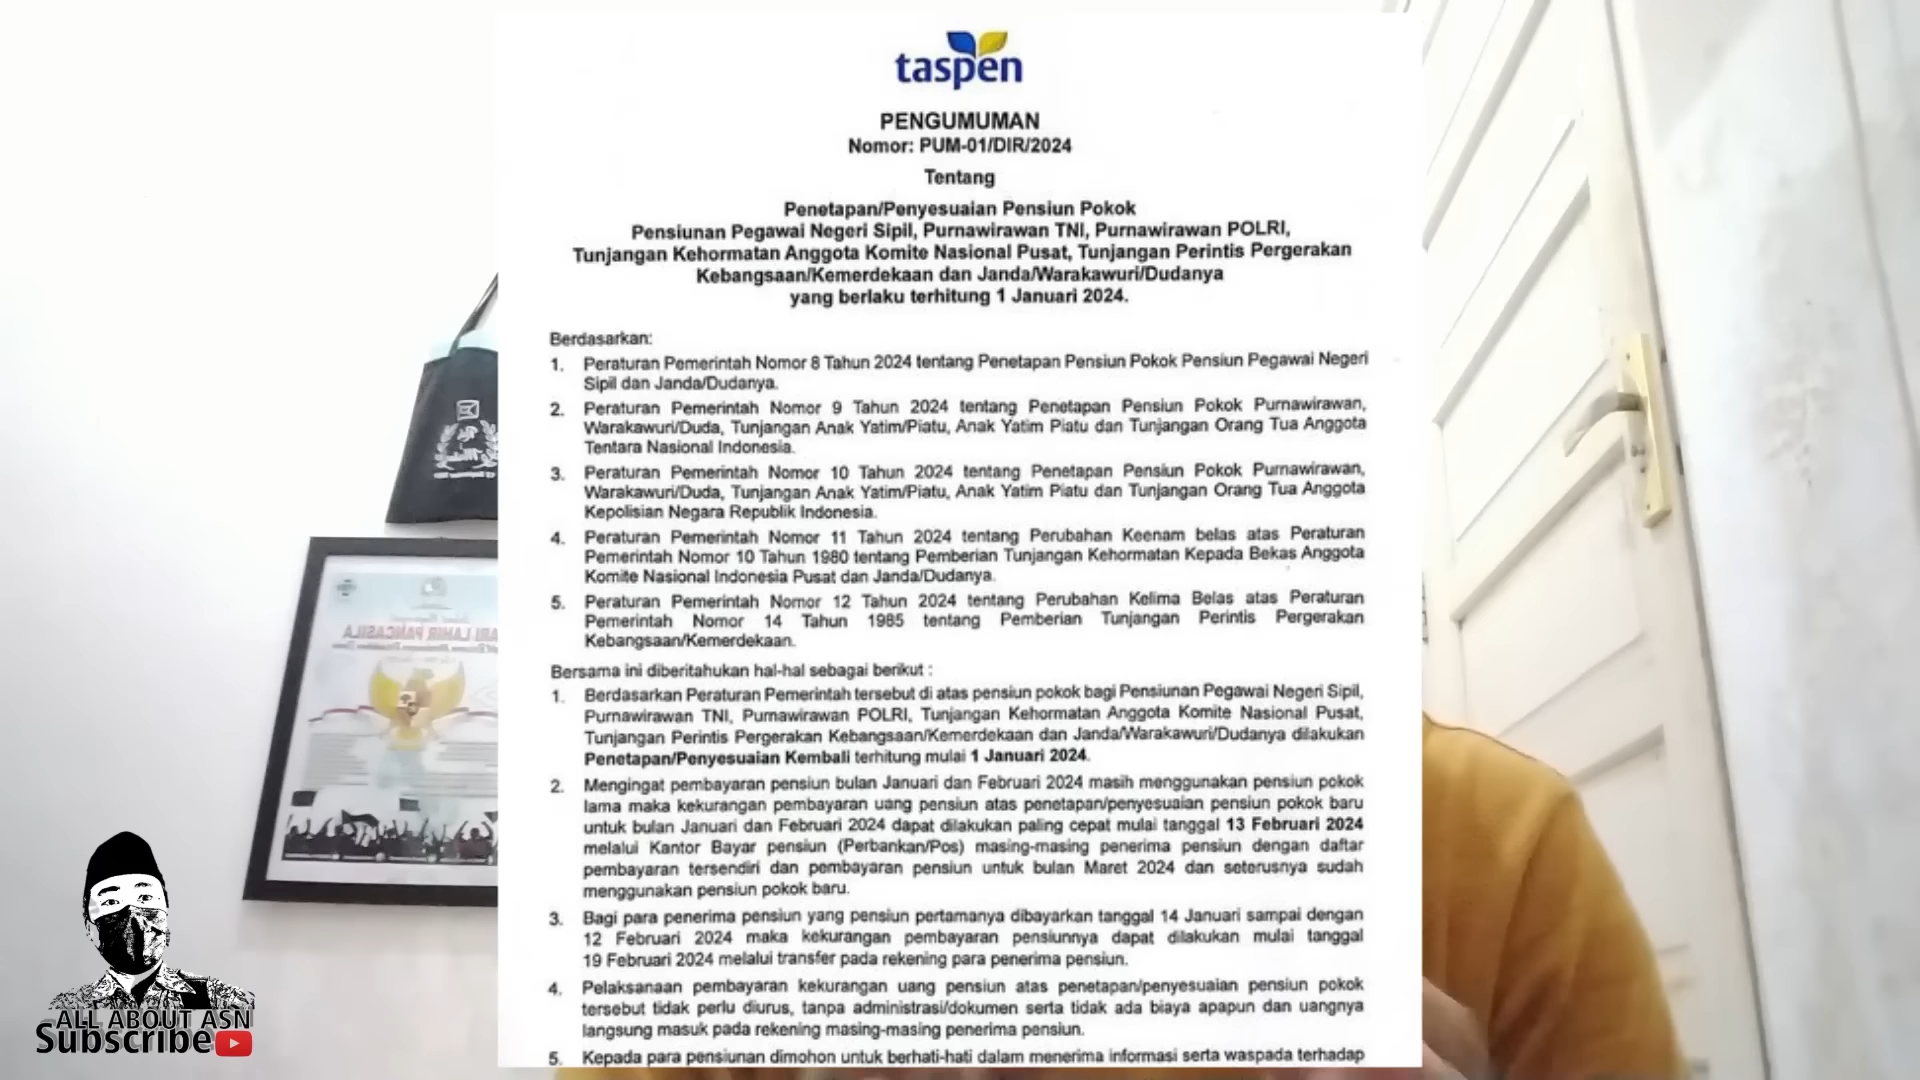 taspen
PENGUMUMAN
Nomor: PUM-01/DIR/2024
Tentang
Penetapan/Penyesuaian Pensiun Pokok
Pensiunan Pegawai Negeri Sipil, Purnawirawan TNI, Purnawirawan POLRI,
Tunjangan Kehormatan Anggota Komite Nasional Pusat, Tunjangan Perintis Pergerakan
Kebangsaan/Kemerdekaan dan Janda/Warakawuri/Dudanya
yang berlaku terhitung 1 Januari 2024.
Berdasarkan:
1. Peraturan Pemerintah Nomor 8 Tahun 2024 tentang Penetapan Pensiun Pokok Pensiun Pegawai Negeri
Sipil dan Janda/Dudanya.
2. Peraturan Pemerintah Nomor 9 Tahun 2024 tentang Penetapan Pensiun Pokok Purnawirawan,
Warakawuri/Duda, Tunjangan Anak Yatim/Piatu, Anak Yatim Piatu dan Tunjangan Orang Tua Anggota
Tentara Nasional Indonesia.
3. Peraturan Pemerintah Nomor 10 Tahun 2024 tentang Penetapan Pensiun Pokok Purnawirawan,
Warakawuri/Duda, Tunjangan Anak Yatim/Piatu, Anak Yatim Piatu dan Tunjangan Orang Tua Anggota
Kepolisian Negara Republik Indonesia.
4. Peraturan Pemerintah Nomor 11 Tahun 2024 tentang Perubahan Keenam belas atas Peraturan
Pemerintah Nomor 10 Tahun 1980 tentang Pemberian Tunjangan Kehormatan Kepada Bekas Anggota
Komite Nasional Indonesia Pusat dan Janda/Dudanya.
5. Peraturan Pemerintah Nomor 12 Tahun 2024 tentang Perubahan Kelima Belas atas Peraturan
Pemerintah Nomor 14 Tahun 1985 tentang Pemberian Tunjangan Perintis Pergerakan
Kebangsaan/Kemerdekaan.
Bersama ini diberitahukan hal-hal sebagai berikut :
1. Berdasarkan Peraturan Pemerintah tersebut di atas pensiun pokok bagi Pensiunan Pegawai Negeri Sipil,
Purnawirawan TNI, Purnawirawan POLRI, Tunjangan Kehormatan Anggota Komite Nasional Pusat,
Tunjangan Perintis Pergerakan Kebangsaan/Kemerdekaan dan Janda/Warakawuri/Dudanya dilakukan
Penetapan/Penyesuaian Kembali terhitung mulai 1 Januari 2024.
2. Mengingat pembayaran pensiun bulan Januari dan Februari 2024 masih menggunakan pensiun pokok
lama maka kekurangan pembayaran uang pensiun atas penetapan/penyesuaian pensiun pokok baru
untuk bulan Januari dan Februari 2024 dapat dilakukan paling cepat mulai tanggal 13 Februari 2024
melalui Kantor Bayar pensiun (Perbankan/Pos) masing-masing penerima pensiun dengan daftar
pembayaran tersendiri dan pembayaran pensiun untuk bulan Maret 2024 dan seterusnya sudah
menggunakan pensiun pokok baru.
3. Bagi para penerima pensiun yang pensiun pertamanya dibayarkan tanggal 14 Januari sampai dengan
12 Februari 2024 maka kekurangan pembayaran pensiunnya dapat dilakukan mulai tanggal
19 Februari 2024 melalui transfer pada rekening para penerima pensiun.
4. Pelaksanaan pembayaran kekurangan uang pensiun atas penetapan/penyesuaian pensiun pokok
tersebut tidak perlu diurus, tanpa administrasi/dokumen serta tidak ada biaya apapun dan uangnya
langsung masuk pada rekening masing-masing penerima pensiun.
5. Kepada para pensiunan dimohon untuk berhati-hati dalam menerima informasi serta waspada terhadap
ARI LAHIR PANCASILA
ALL ABOUT ASN
Subscribe